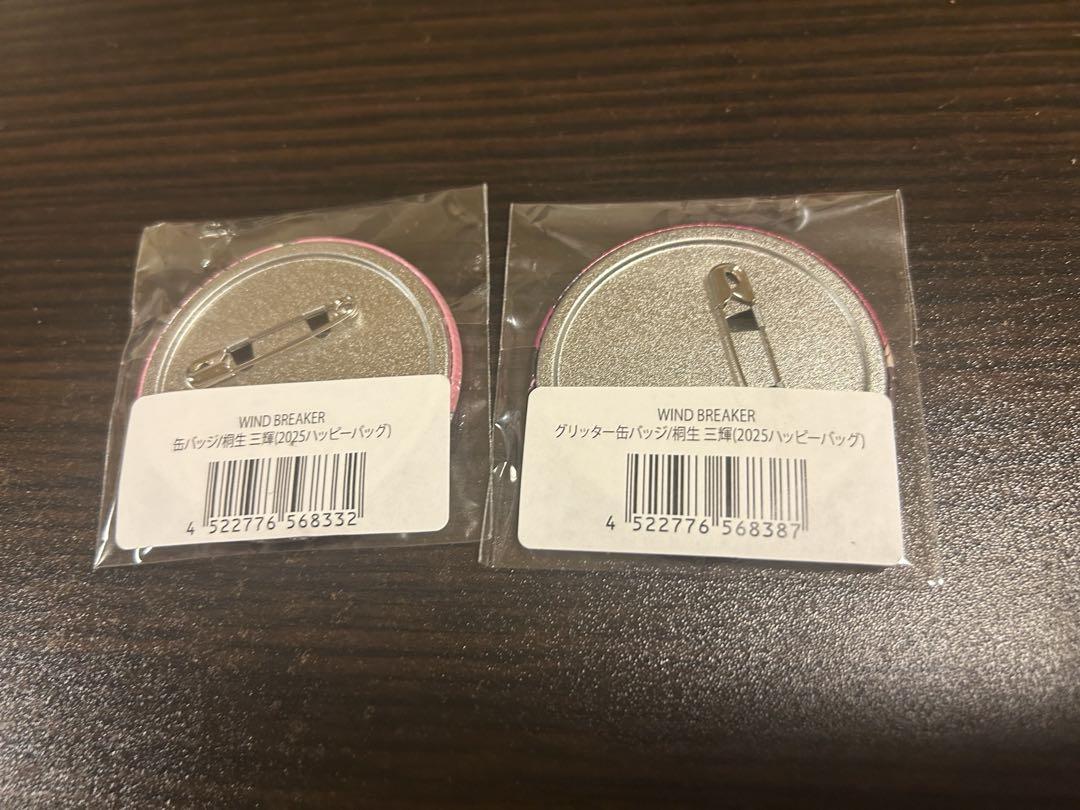 WIND BREAKER
缶バッジ/桐生 三輝(2025ハッピーバッグ)
4 522776 568332
WIND BREAKER
グリッター缶バッジ/桐生 三輝(2025ハッピーバッグ)
4 522776 568387